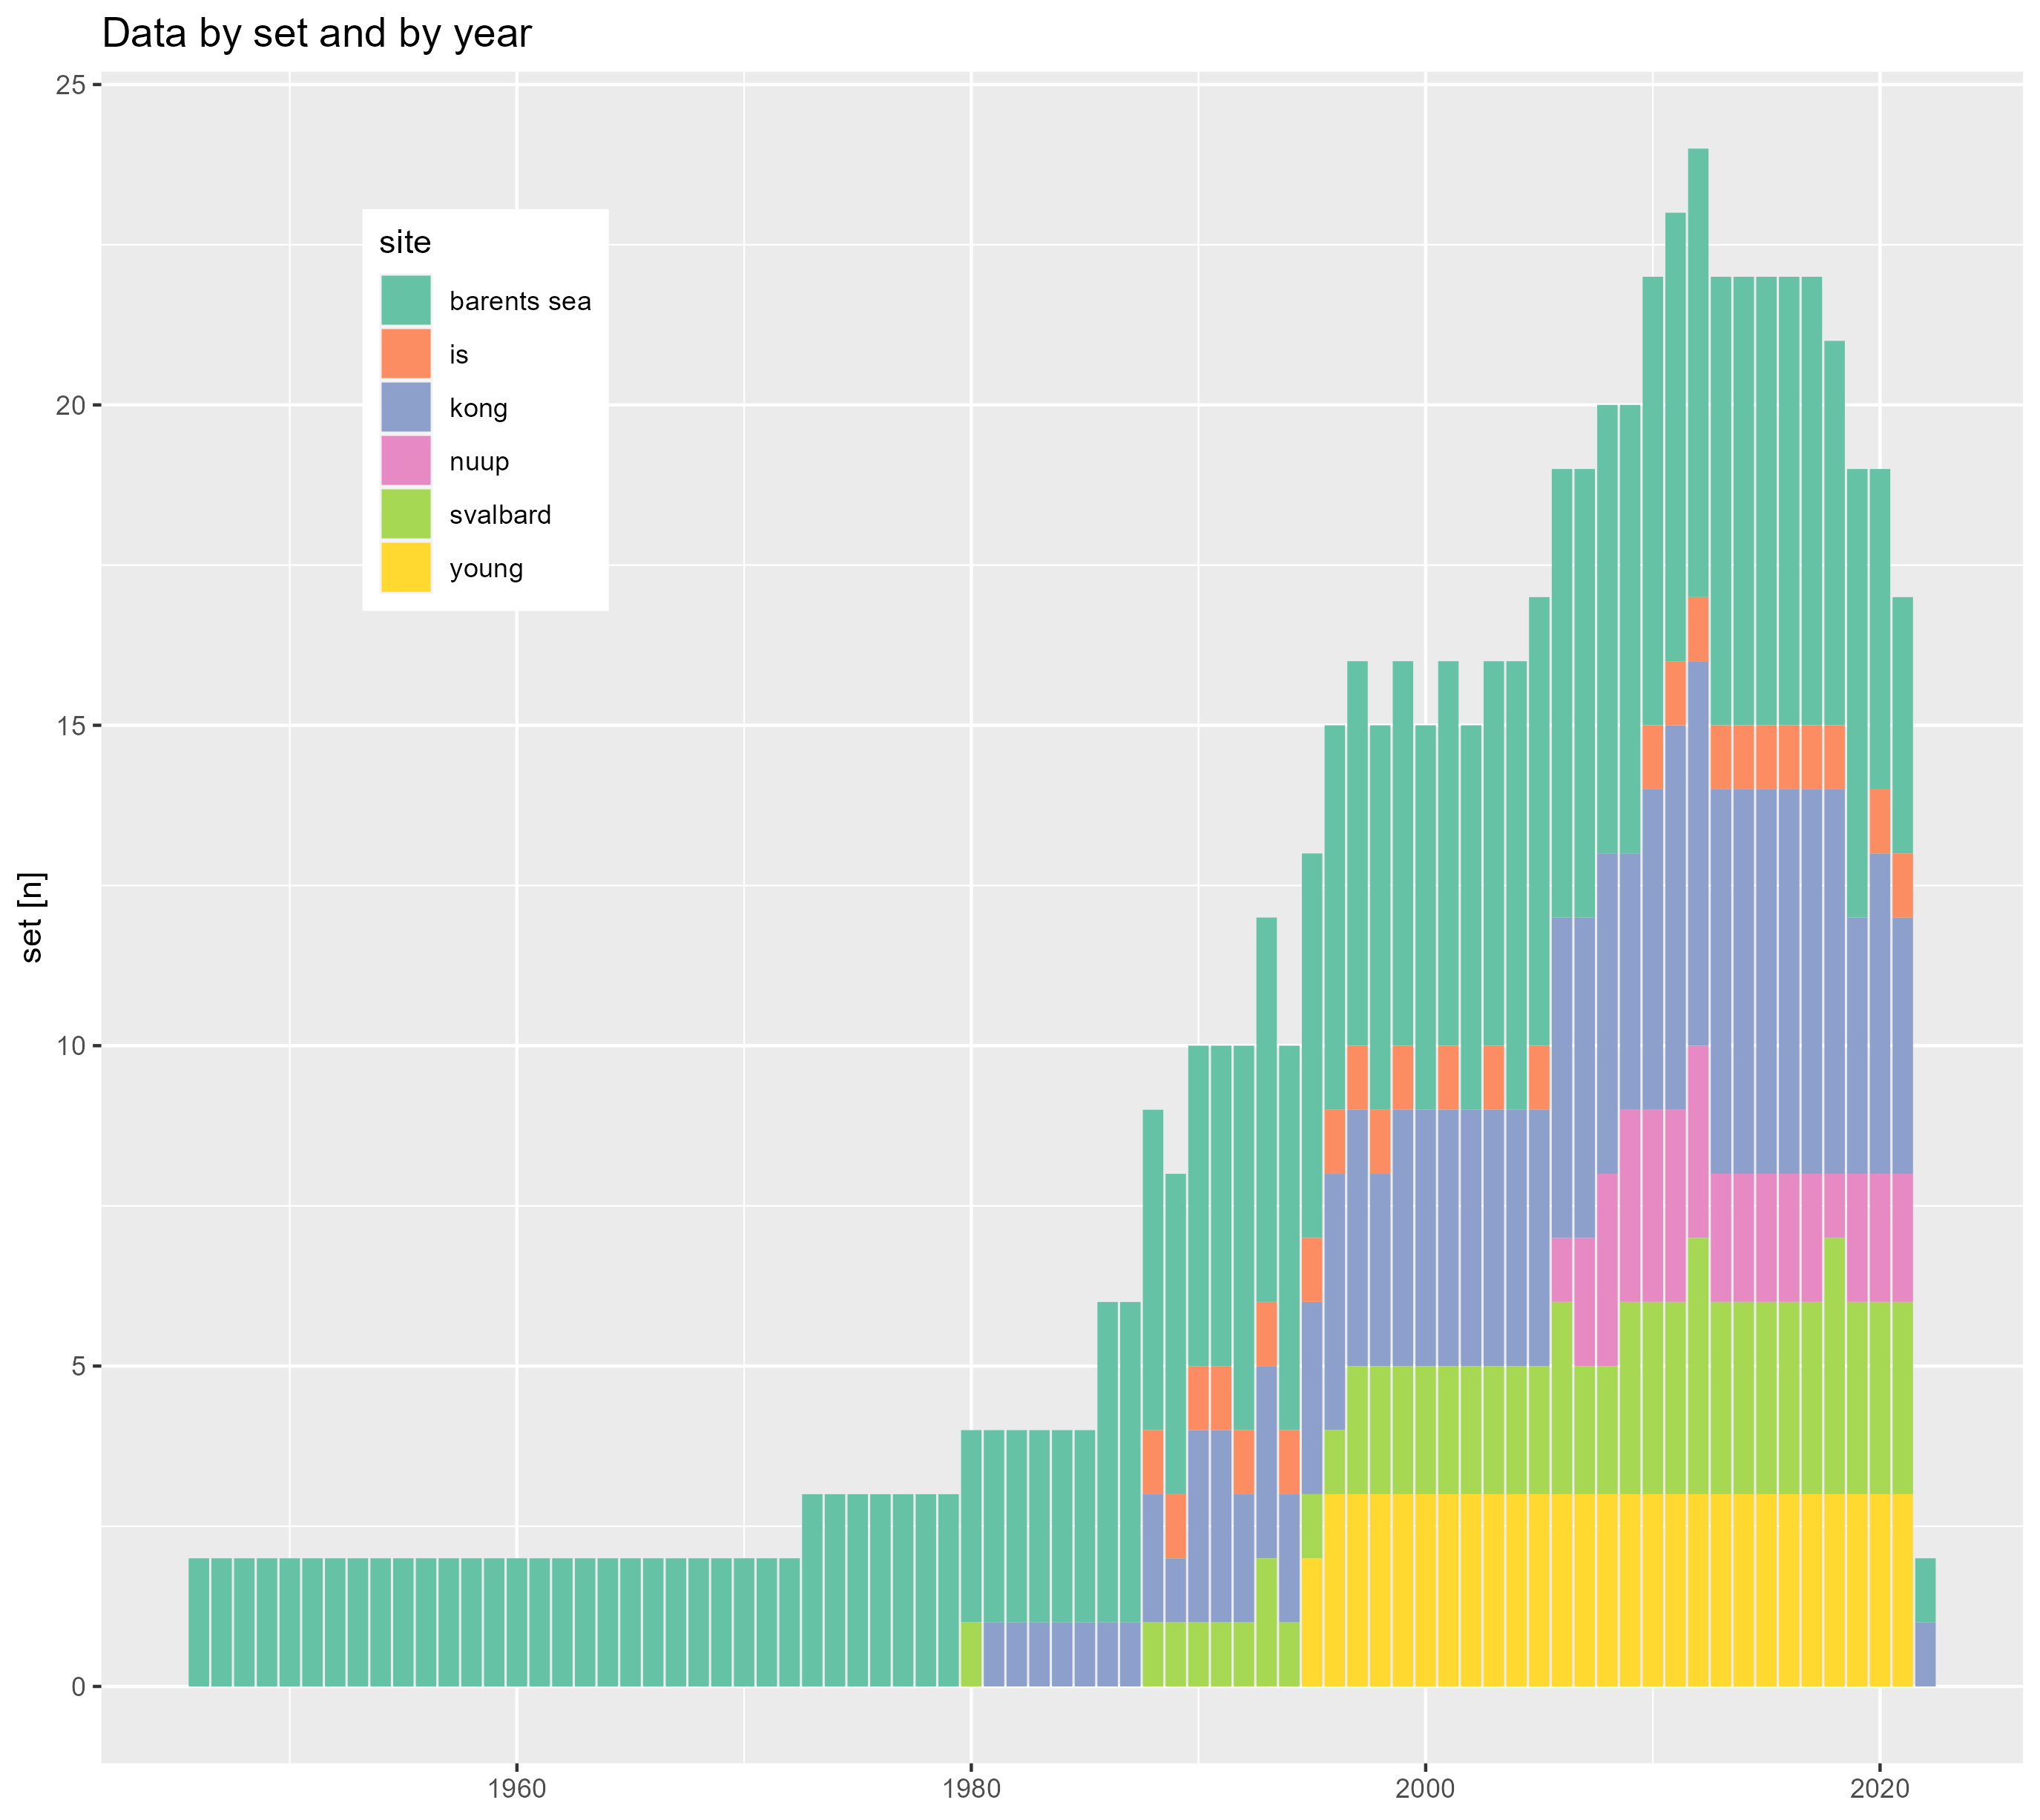 Data by set and by year
25
20
15
10
5
0
set [n]
site
barents sea
is
kong
nuup
svalbard
young
1960
1980
2000
2020